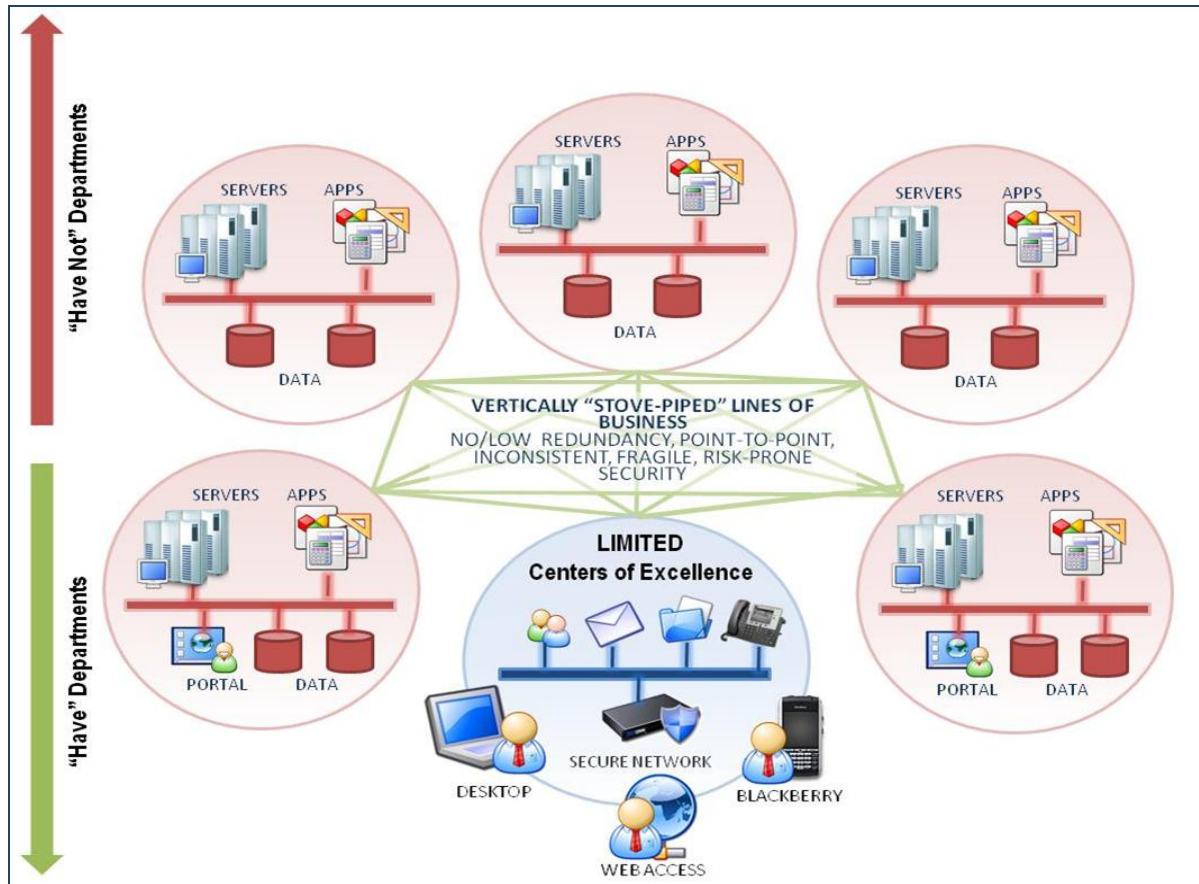 "Have Not" Departments
SERVERS
APPS
DATA
SERVERS
APPS
DATA
SERVERS
APPS
DATA
VERTICALLY "STOVE-PIPED" LINES OF
BUSINESS
NO/LOW REDUNDANCY, POINT-TO-POINT,
INCONSISTENT, FRAGILE, RISK-PRONE
SECURITY
"Have" Departments
SERVERS
APPS
PORTAL
DATA
LIMITED
Centers of Excellence
SECURE NETWORK
DESKTOP
BLACKBERRY
WEB ACCESS
SERVERS
APPS
PORTAL
DATA